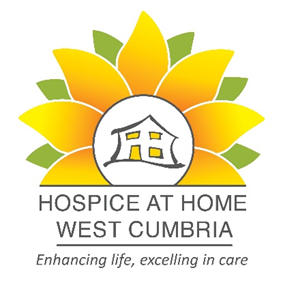 HOSPICE AT HOME
WEST CUMBRIA
Enhancing life, excelling in care